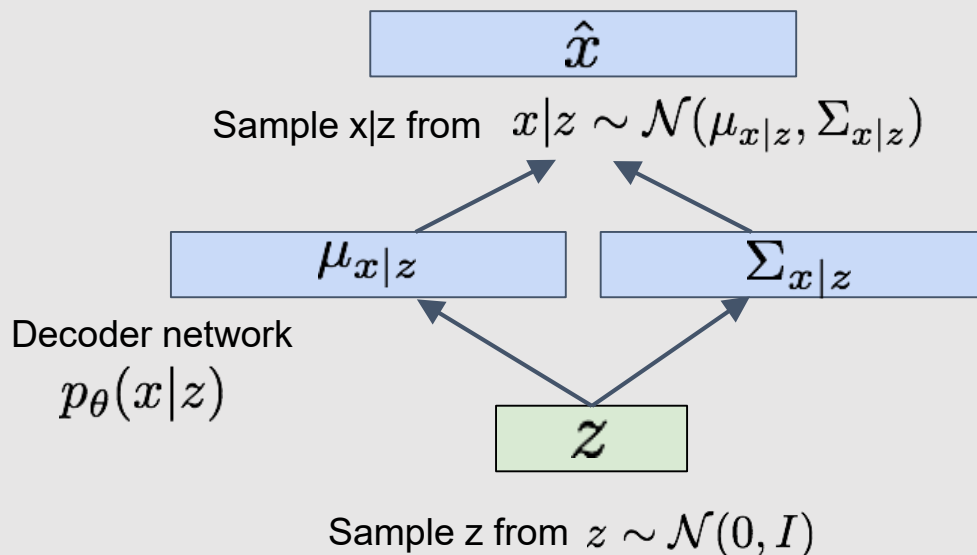 x̂
Sample x|z from x|z ∼ 𝒩(μ_{x|z}, Σ_{x|z})
μ_{x|z}
Σ_{x|z}
Decoder network
p_θ(x|z)
z
Sample z from z ∼ 𝒩(0, I)